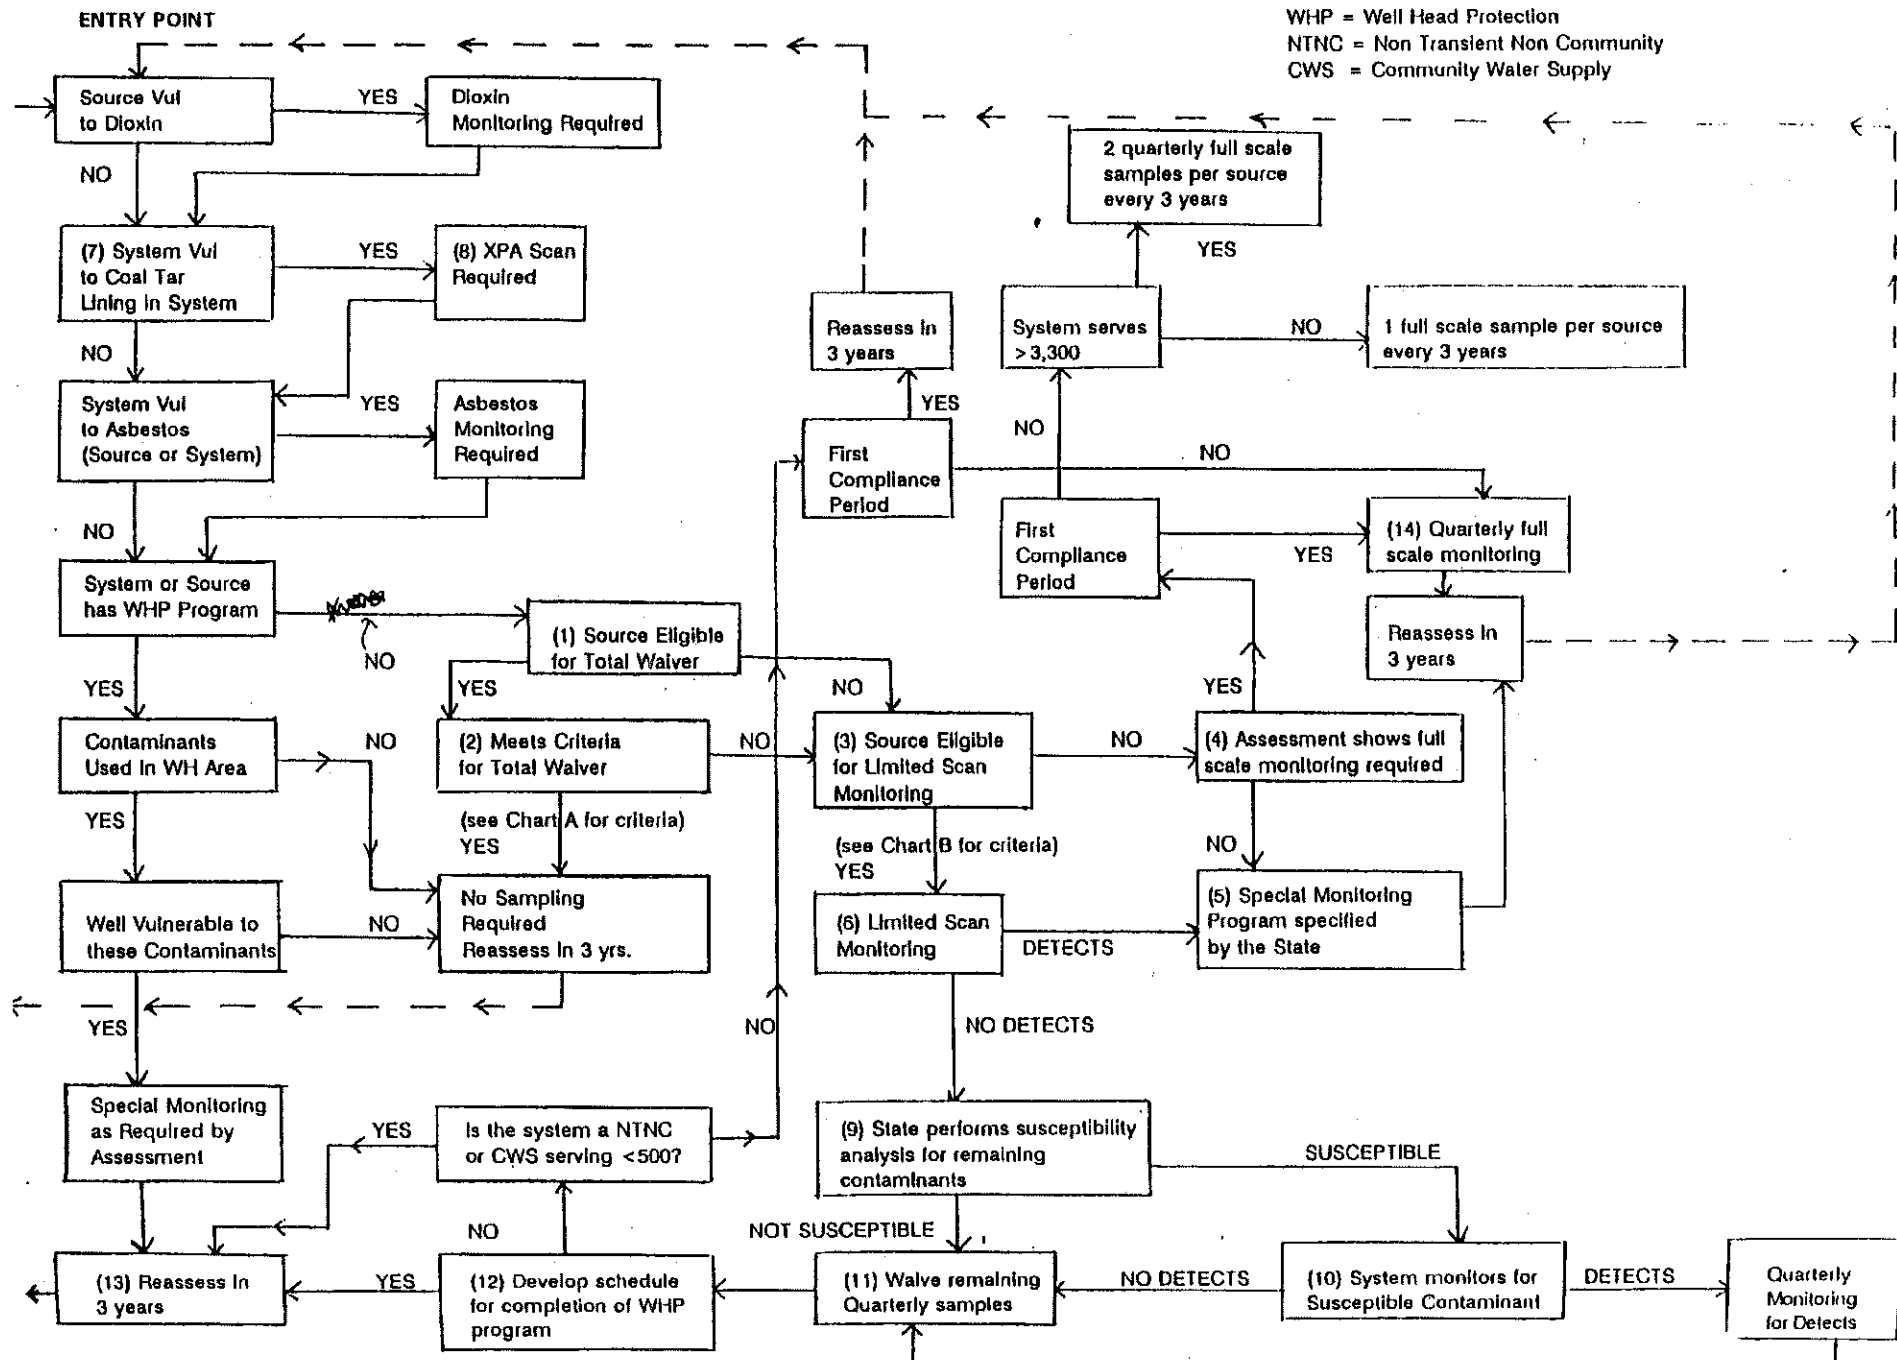 ENTRY POINT
WHP = Well Head Protection
NTNC = Non Transient Non Community
CWS = Community Water Supply
Source Vul
to Dioxin
YES
Dioxin
Monitoring Required
NO
2 quarterly full scale
samples per source
every 3 years
YES
(7) System Vul
to Coal Tar
Lining in System
YES
(8) XPA Scan
Required
NO
Reassess In
3 years
System serves
>3,300
NO
1 full scale sample per source
every 3 years
YES
NO
System Vul
to Asbestos
(Source or System)
YES
Asbestos
Monitoring
Required
NO
First
Compliance
Period
NO
First
Compliance
Period
YES
(14) Quarterly full
scale monitoring
Reassess In
3 years
System or Source
has WHP Program
NO
(1) Source Eligible
for Total Waiver
YES
YES
NO
YES
Contaminants
Used In WH Area
NO
(2) Meets Criteria
for Total Waiver
NO
(3) Source Eligible
for Limited Scan
Monitoring
NO
(4) Assessment shows full
scale monitoring required
YES
(see Chart A for criteria)
YES
(see Chart B for criteria)
YES
NO
Well Vulnerable to
these Contaminants
NO
No Sampling
Required
Reassess In 3 yrs.
(6) Limited Scan
Monitoring
DETECTS
(5) Special Monitoring
Program specified
by the State
YES
NO
NO DETECTS
Special Monitoring
as Required by
Assessment
YES
Is the system a NTNC
or CWS serving <500?
(9) State performs susceptibility
analysis for remaining
contaminants
SUSCEPTIBLE
NO
NOT SUSCEPTIBLE
(13) Reassess In
3 years
YES
(12) Develop schedule
for completion of WHP
program
(11) Waive remaining
Quarterly samples
NO DETECTS
(10) System monitors for
Susceptible Contaminant
DETECTS
Quarterly
Monitoring
for Detects